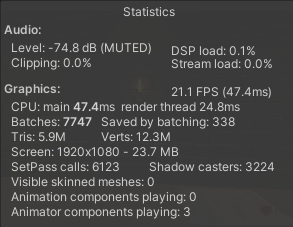 Statistics
Audio:
Level: -74.8 dB (MUTED) DSP load: 0.1%
Clipping: 0.0% Stream load: 0.0%
Graphics: 21.1 FPS (47.4ms)
CPU: main 47.4ms render thread 24.8ms
Batches: 7747 Saved by batching: 338
Tris: 5.9M Verts: 12.3M
Screen: 1920x1080 - 23.7 MB
SetPass calls: 6123 Shadow casters: 3224
Visible skinned meshes: 0
Animation components playing: 0
Animator components playing: 3